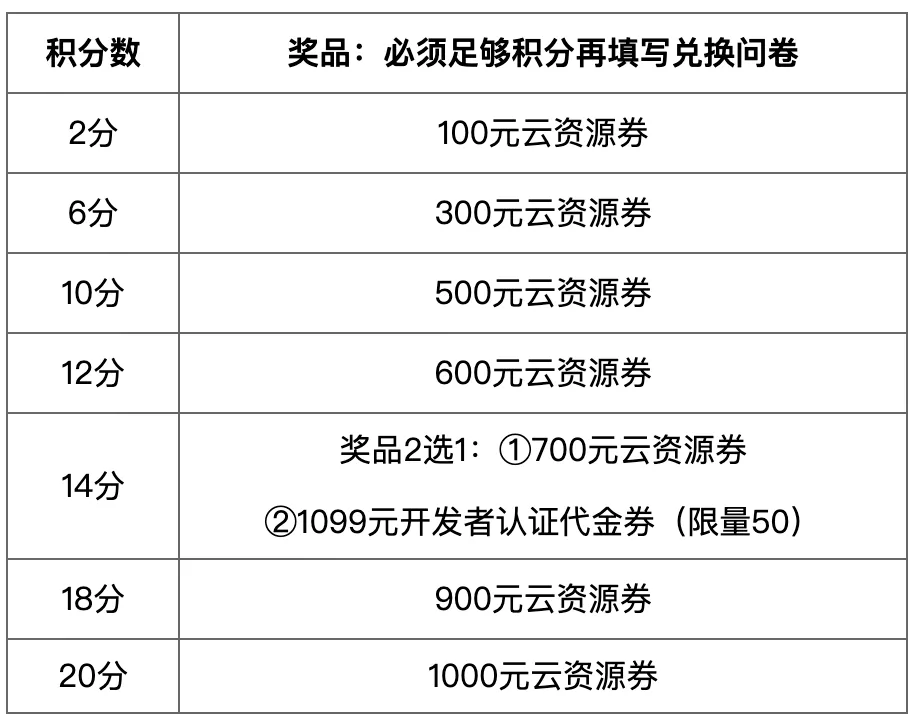 积分数 奖品：必须足够积分再填写兑换问卷
2分 100元云资源券
6分 300元云资源券
10分 500元云资源券
12分 600元云资源券
14分 奖品2选1：①700元云资源券
②1099元开发者认证代金券（限量50）
18分 900元云资源券
20分 1000元云资源券